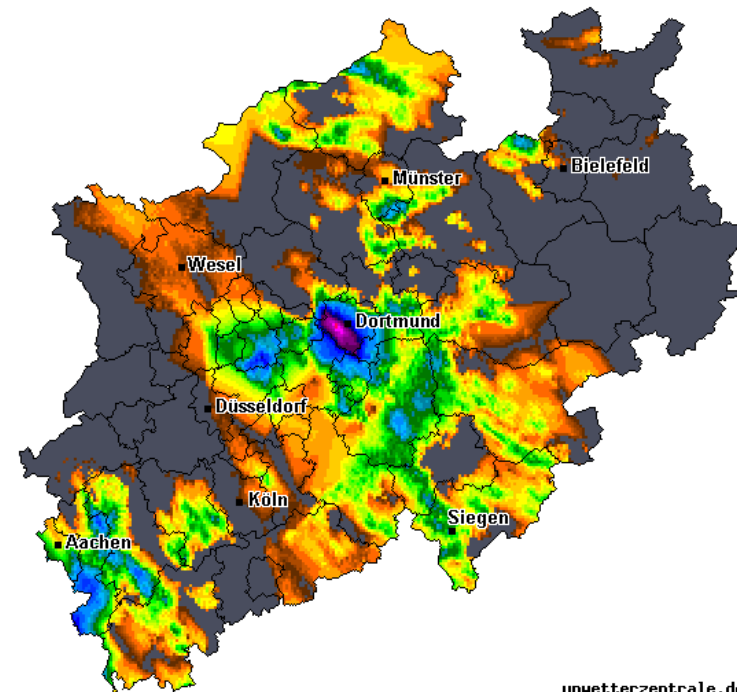 Münster
Bielefeld
Wesel
Dortmund
Düsseldorf
Köln
Siegen
Aachen
unwetterzentrale.de